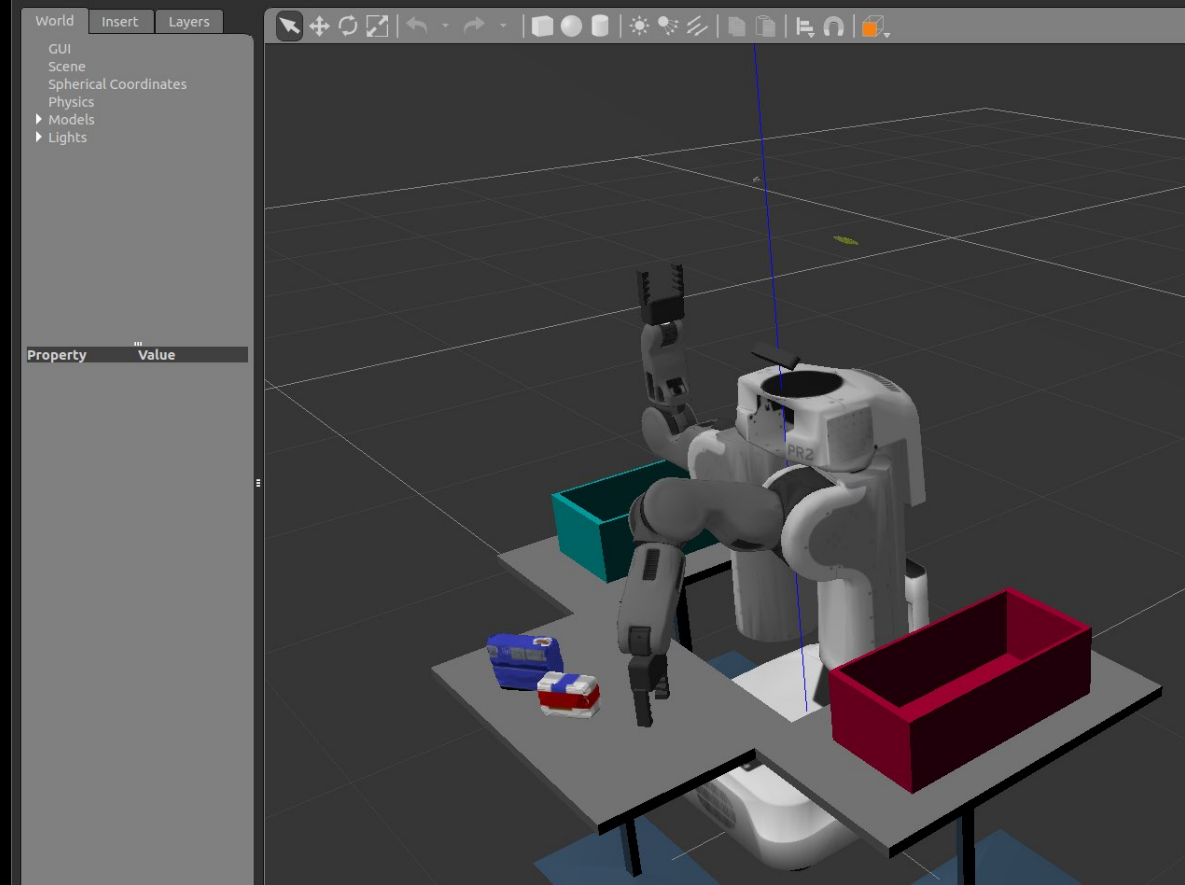 World Insert Layers
GUI
Scene
Spherical Coordinates
Physics
Models
Lights
Property Value
PR2